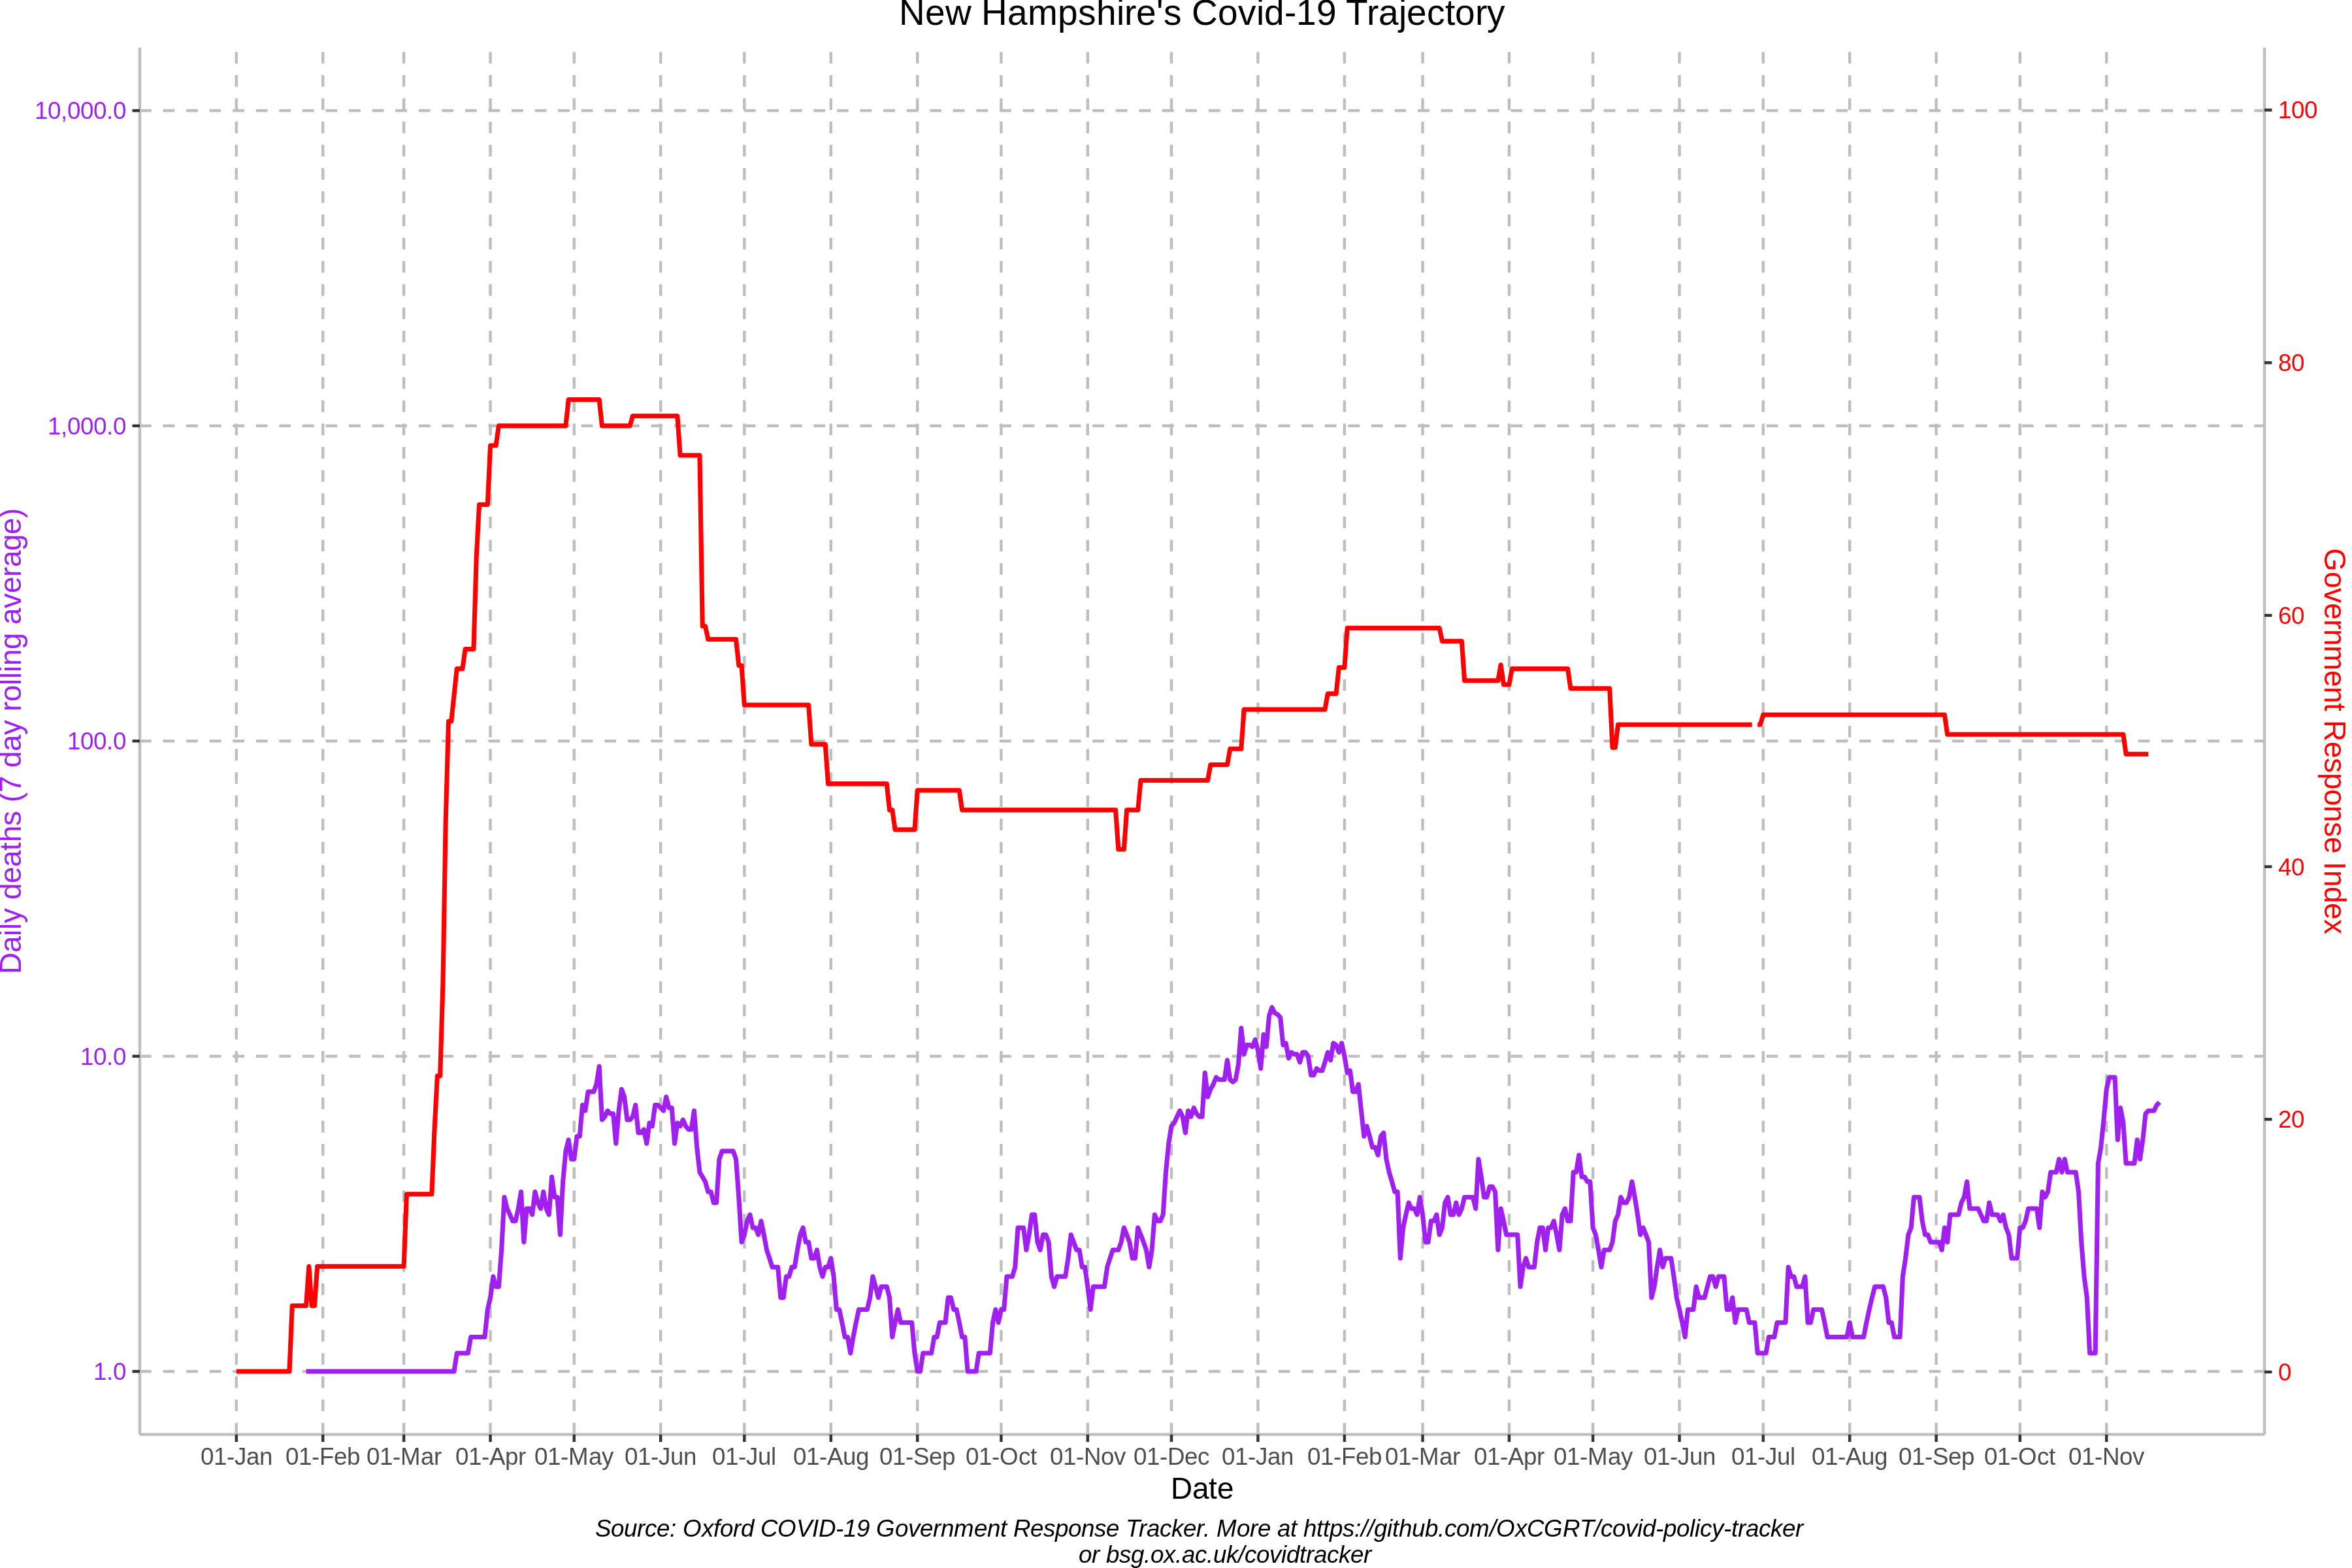 New Hampshire's Covid-19 Trajectory
10,000.0
1,000.0
100.0
10.0
1.0
Daily deaths (7 day rolling average)
100
80
60
40
20
0
Government Response Index
01-Jan 01-Feb 01-Mar 01-Apr 01-May 01-Jun 01-Jul 01-Aug 01-Sep 01-Oct 01-Nov 01-Dec 01-Jan 01-Feb 01-Mar 01-Apr 01-May 01-Jun 01-Jul 01-Aug 01-Sep 01-Oct 01-Nov
Date
Source: Oxford COVID-19 Government Response Tracker. More at https://github.com/OxCGRT/covid-policy-tracker
or bsg.ox.ac.uk/covidtracker